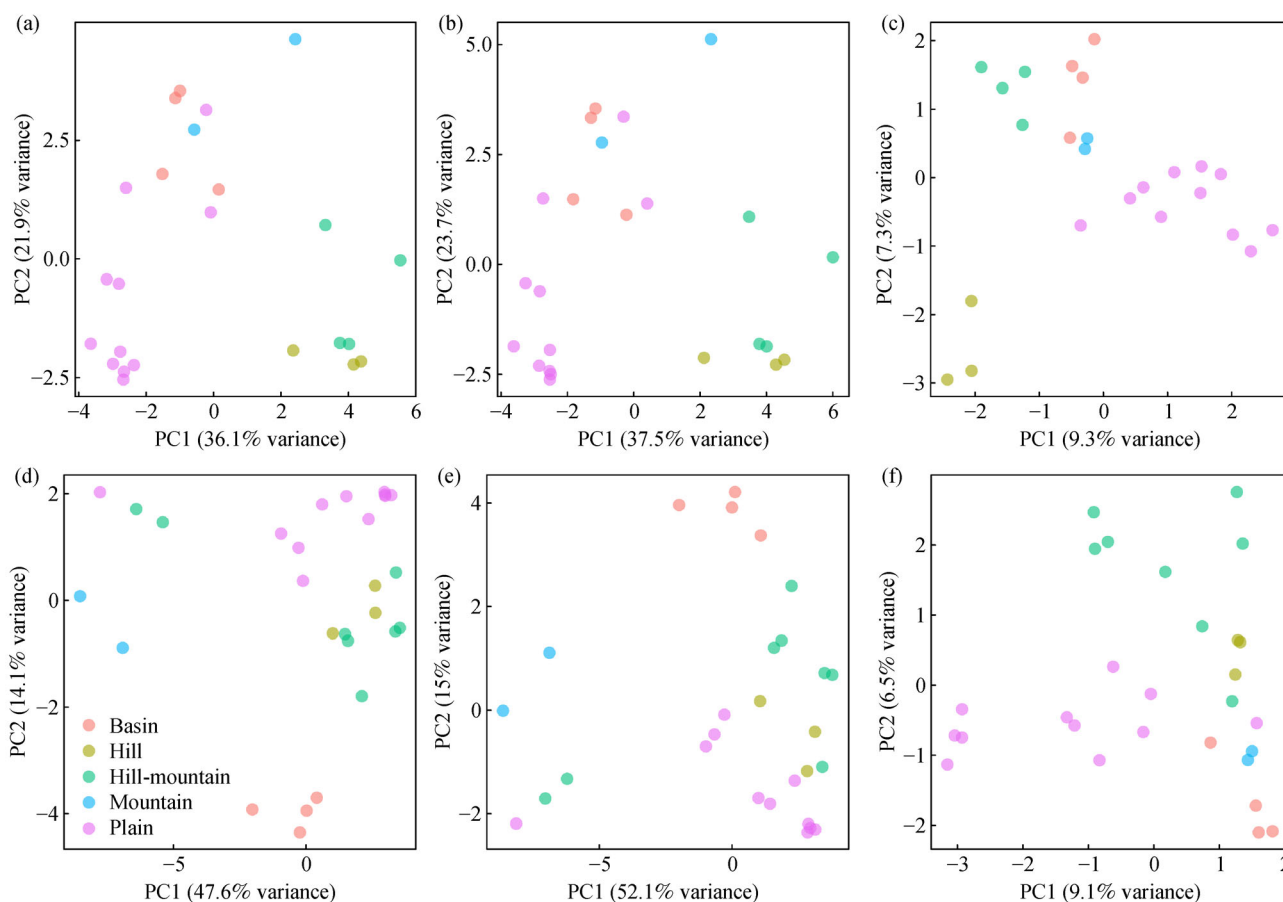 (a)
PC2 (21.9% variance)
2.5
0.0
−2.5
−4 −2 0 2 4 6
PC1 (36.1% variance)
(b)
PC2 (23.7% variance)
5.0
2.5
0.0
−2.5
−4 −2 0 2 4 6
PC1 (37.5% variance)
(c)
PC2 (7.3% variance)
2
1
0
−1
−2
−3
−2 −1 0 1 2
PC1 (9.3% variance)
(d)
PC2 (14.1% variance)
2
0
−2
−4
Basin
Hill
Hill-mountain
Mountain
Plain
−5 0
PC1 (47.6% variance)
(e)
PC2 (15% variance)
4
2
0
−2
−5 0
PC1 (52.1% variance)
(f)
PC2 (6.5% variance)
2
1
0
−1
−2
−3 −2 −1 0 1 2
PC1 (9.1% variance)